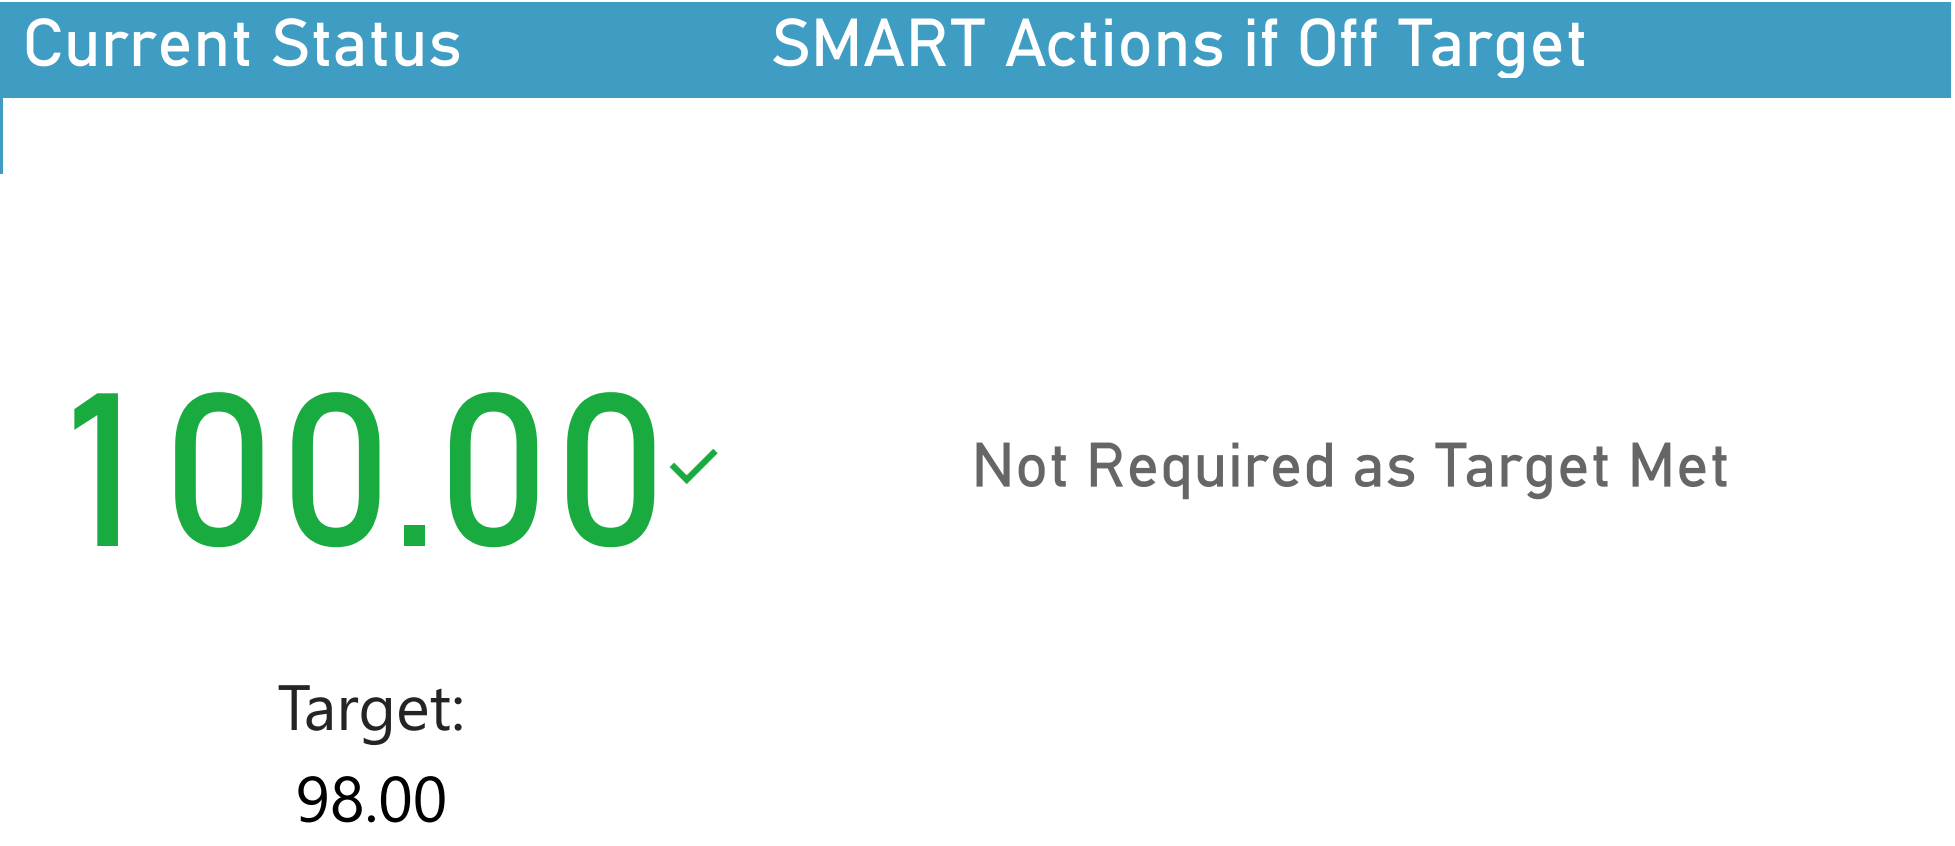 Current Status
SMART Actions if Off Target
100.00
Not Required as Target Met
Target:
98.00